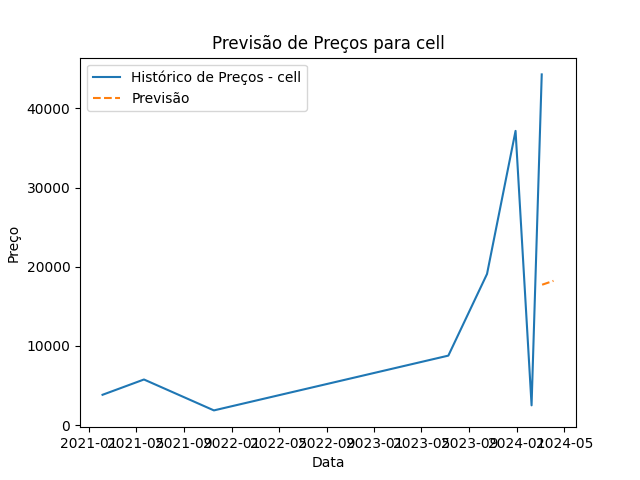 Previsão de Preços para cell
Histórico de Preços - cell
Previsão
Preço
40000
30000
20000
10000
0
2021-01 2021-05 2021-09 2022-01 2022-05 2022-09 2023-01 2023-05 2023-09 2024-01 2024-05
Data